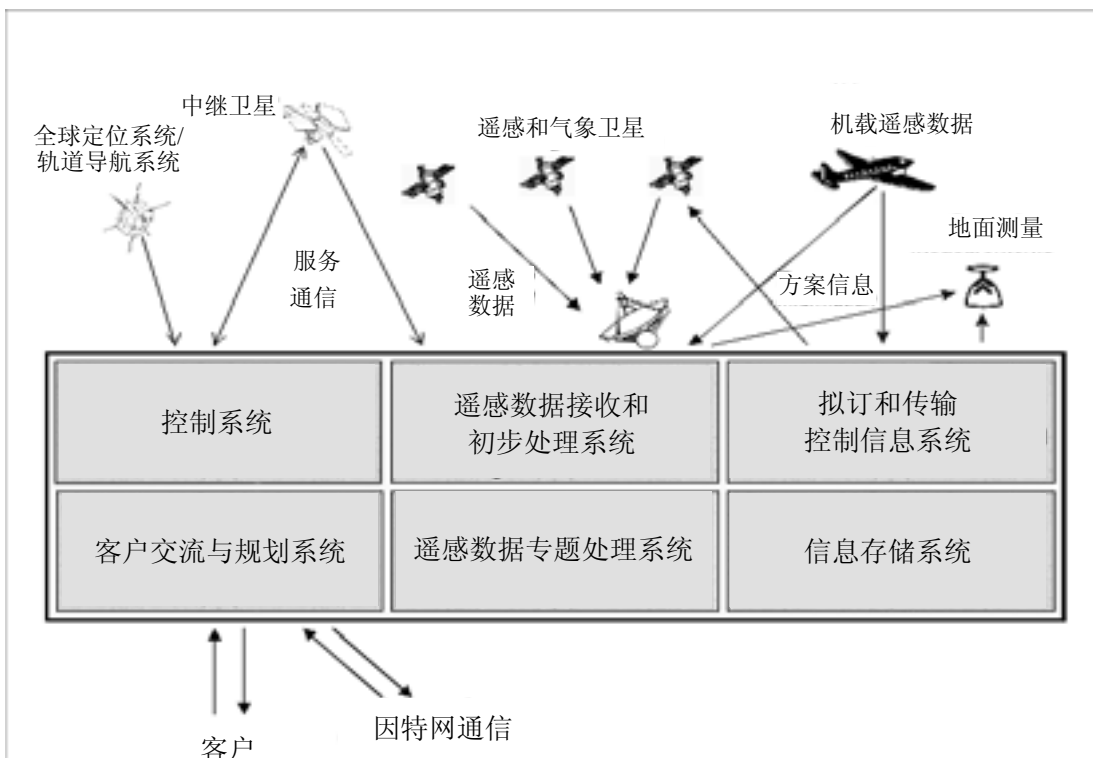 中继卫星
全球定位系统/
轨道导航系统
遥感和气象卫星
机载遥感数据
地面测量
服务
通信
遥感
数据
方案信息
控制系统
遥感数据接收和
初步处理系统
拟订和传输
控制信息系统
客户交流与规划系统
遥感数据专题处理系统
信息存储系统
因特网通信
客户